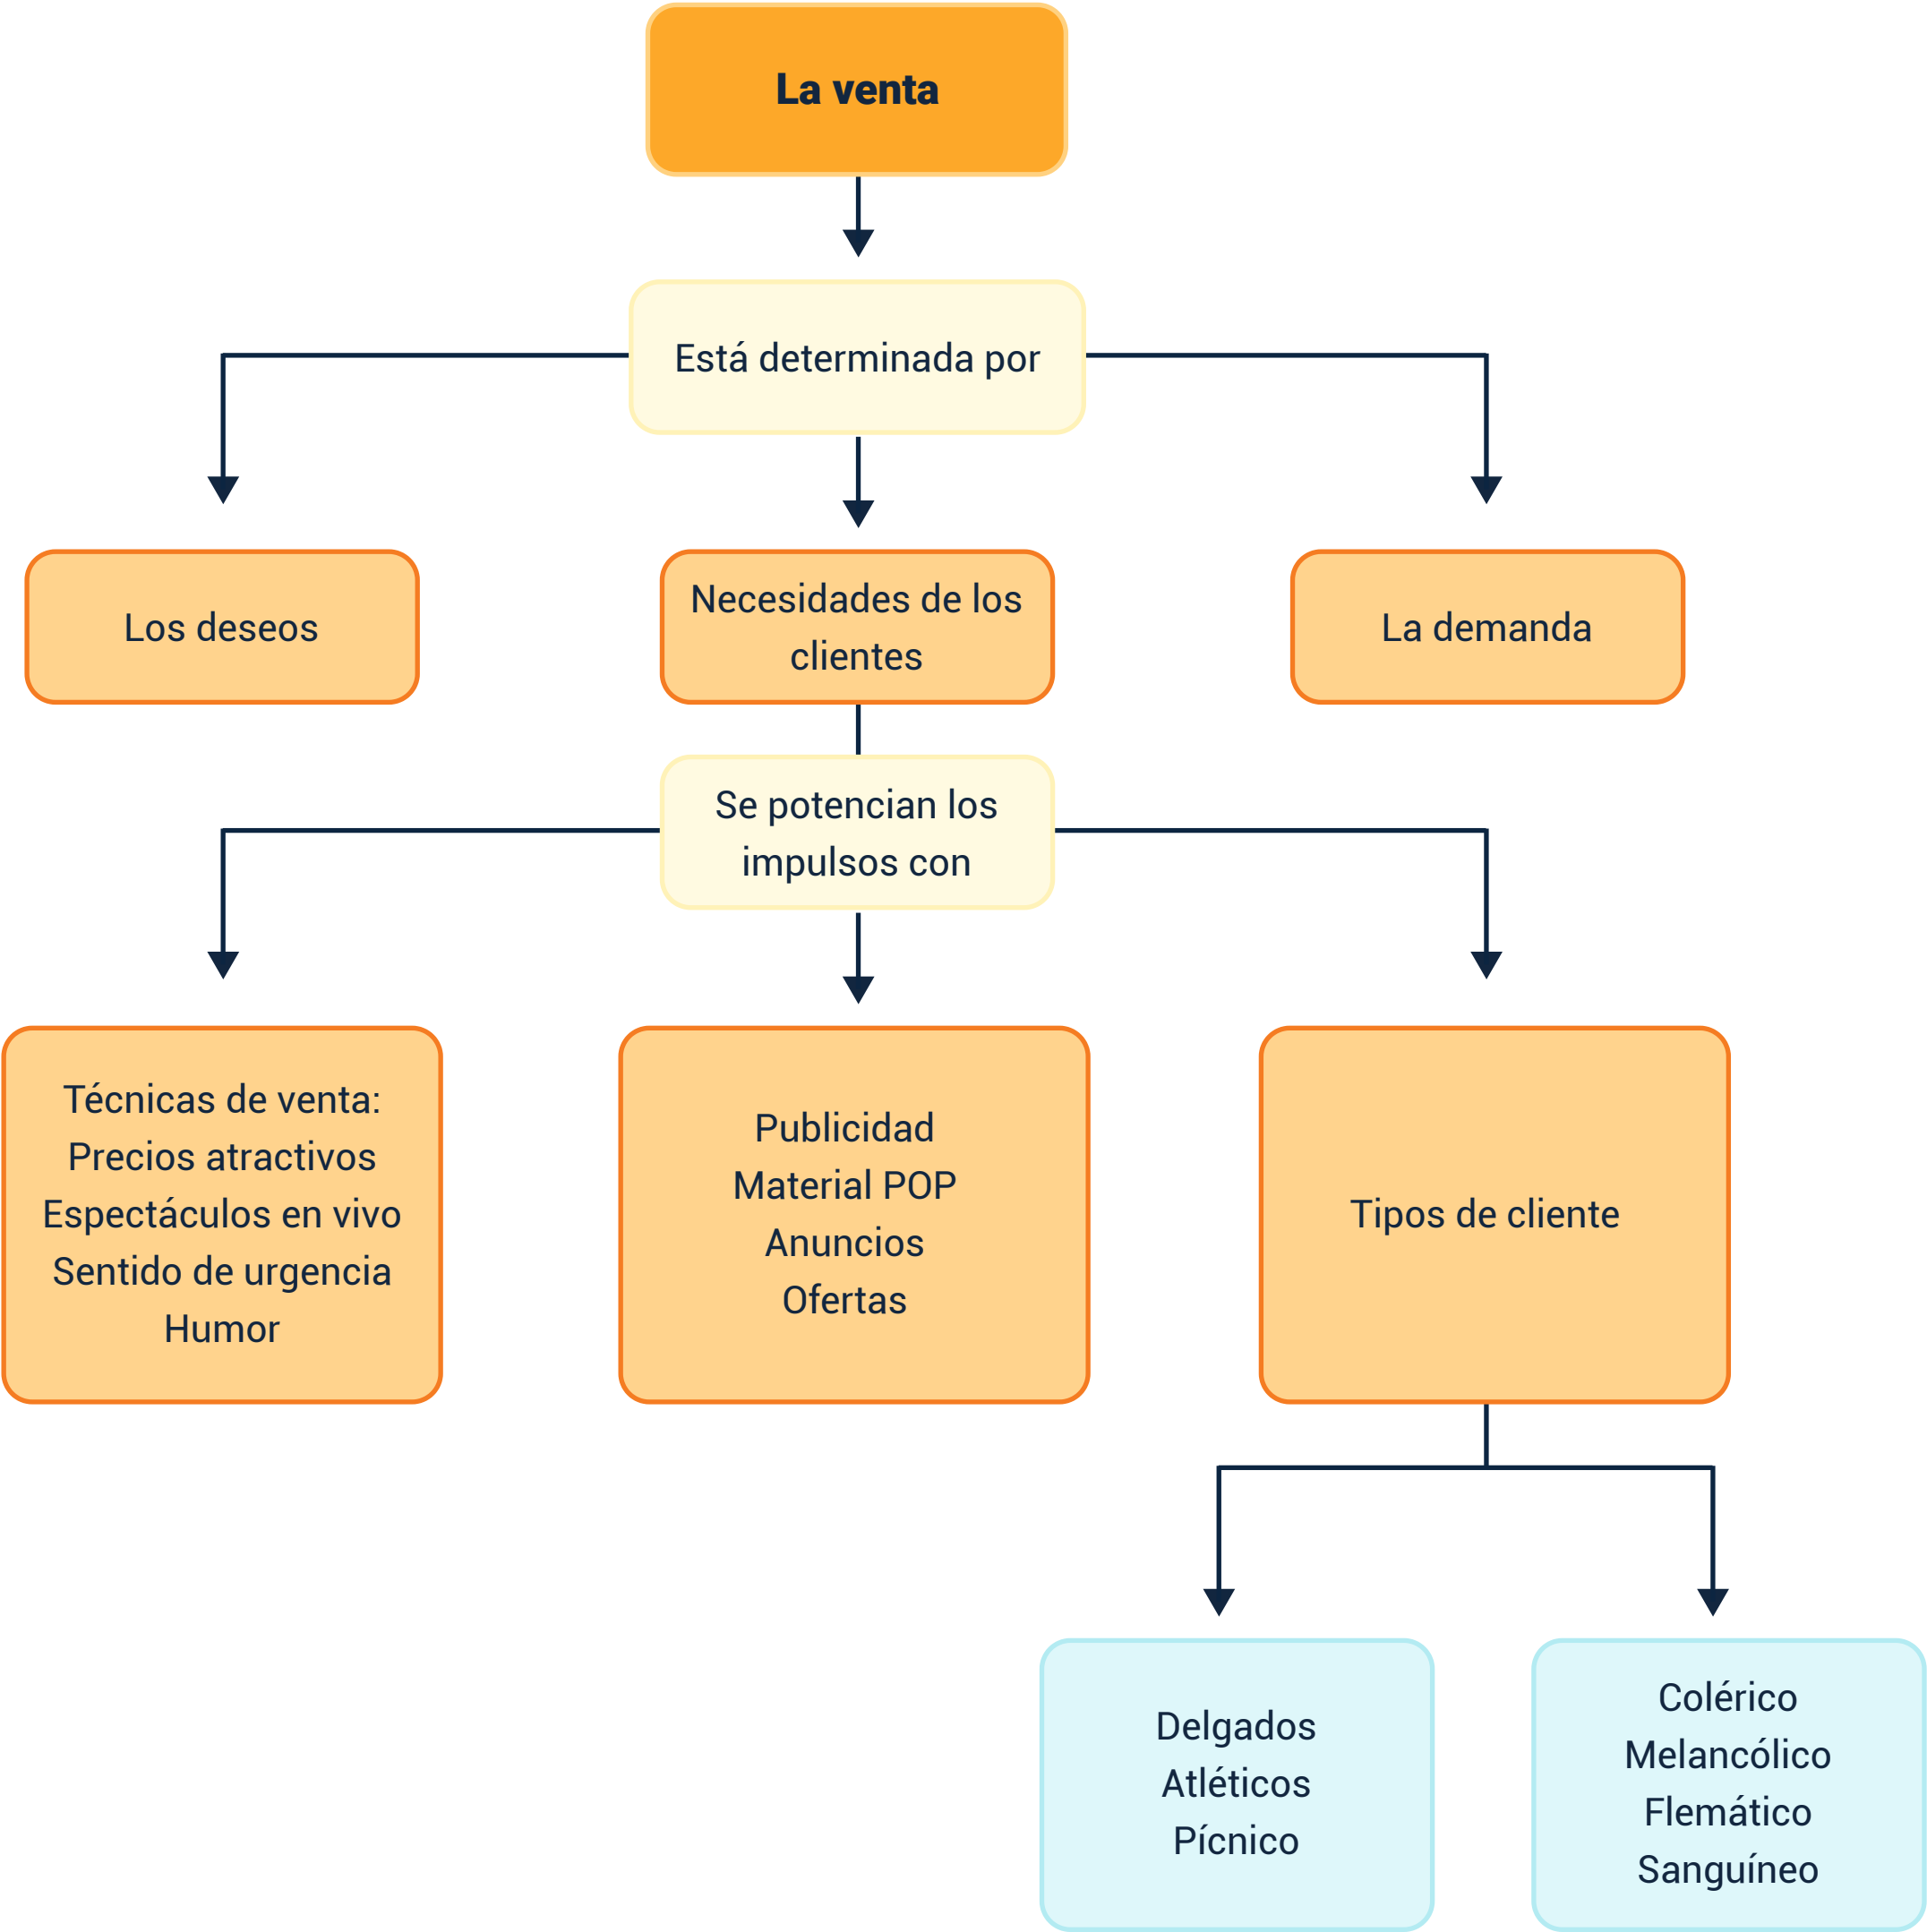 La venta
Está determinada por
Los deseos
Necesidades de los
clientes
La demanda
Se potencian los
impulsos con
Técnicas de venta:
Precios atractivos
Espectáculos en vivo
Sentido de urgencia
Humor
Publicidad
Material POP
Anuncios
Ofertas
Tipos de cliente
Delgados
Atléticos
Pícnico
Colérico
Melancólico
Flemático
Sanguíneo